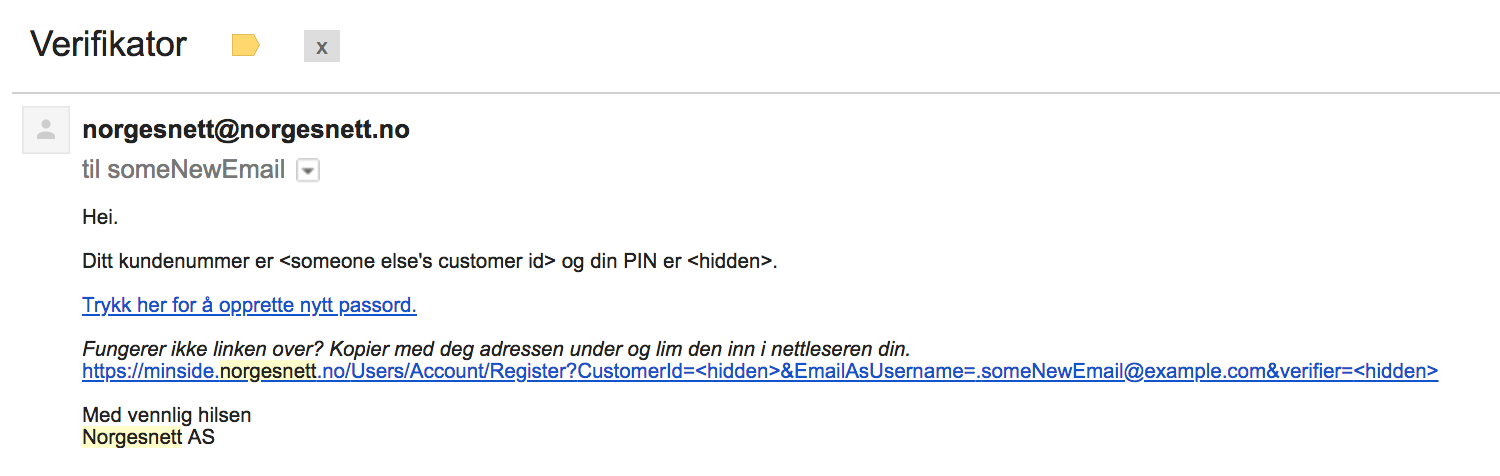 Verifikator x
norgesnett@norgesnett.no
til someNewEmail
Hei.
Ditt kundenummer er <someone else's customer id> og din PIN er <hidden>.
Trykk her for å opprette nytt passord.
Fungerer ikke linken over? Kopier med deg adressen under og lim den inn i nettleseren din.
https://minside.norgesnett.no/Users/Account/Register?CustomerId=<hidden>&EmailAsUsername=.someNewEmail@example.com&verifier=<hidden>
Med vennlig hilsen
Norgesnett AS